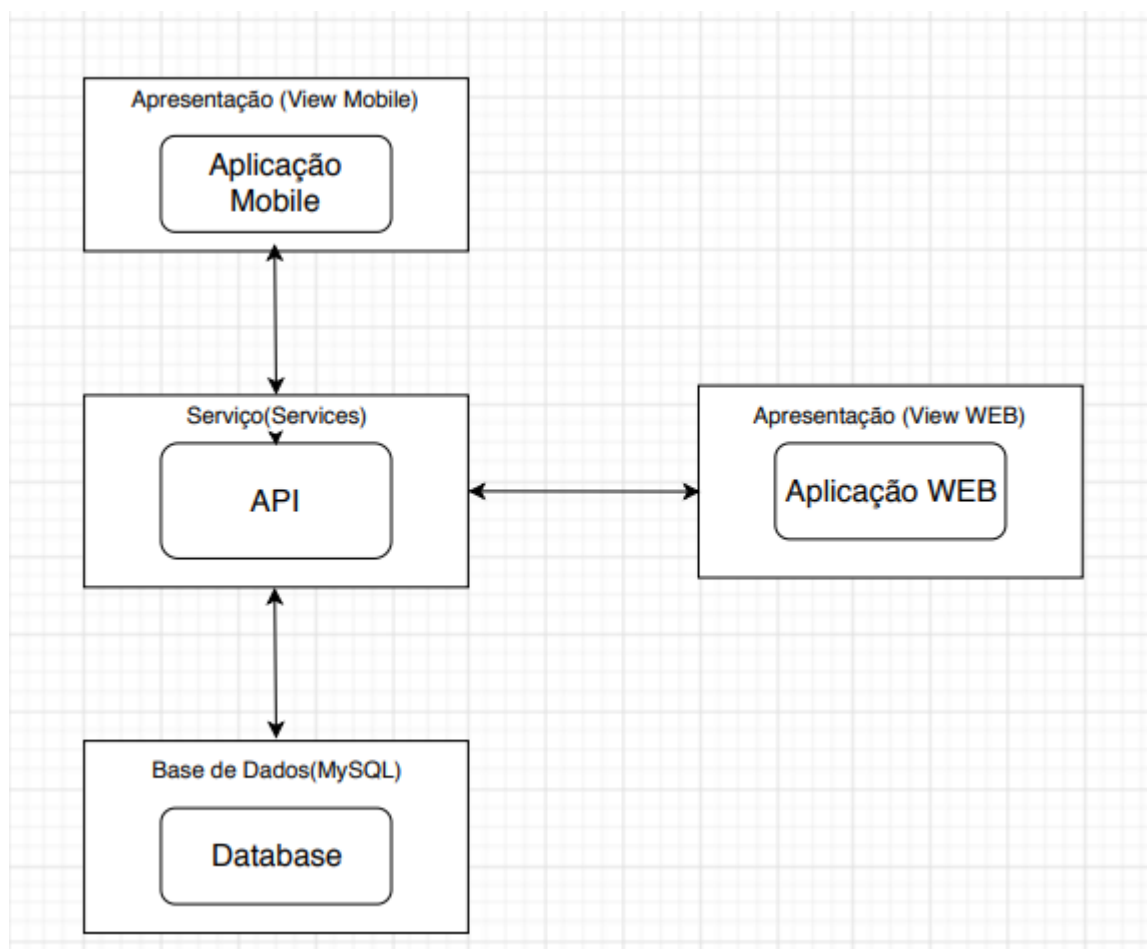 Apresentação (View Mobile)
Aplicação
Mobile
Serviço(Services)
API
Apresentação (View WEB)
Aplicação WEB
Base de Dados(MySQL)
Database